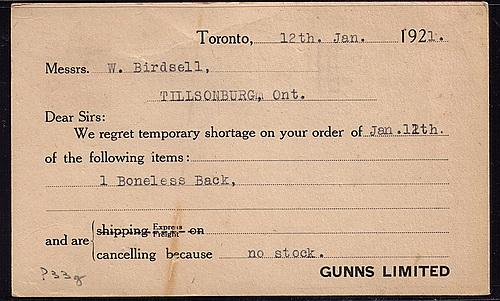 Toronto, 12th. Jan. 1921.
Messrs. W. Birdsell,
TILLSONBURG, Ont.
Dear Sirs:
We regret temporary shortage on your order of Jan.12th.
of the following items:
1 Boneless Back,
and are shipping Express Freight on
cancelling because no stock.
GUNNS LIMITED
P33g